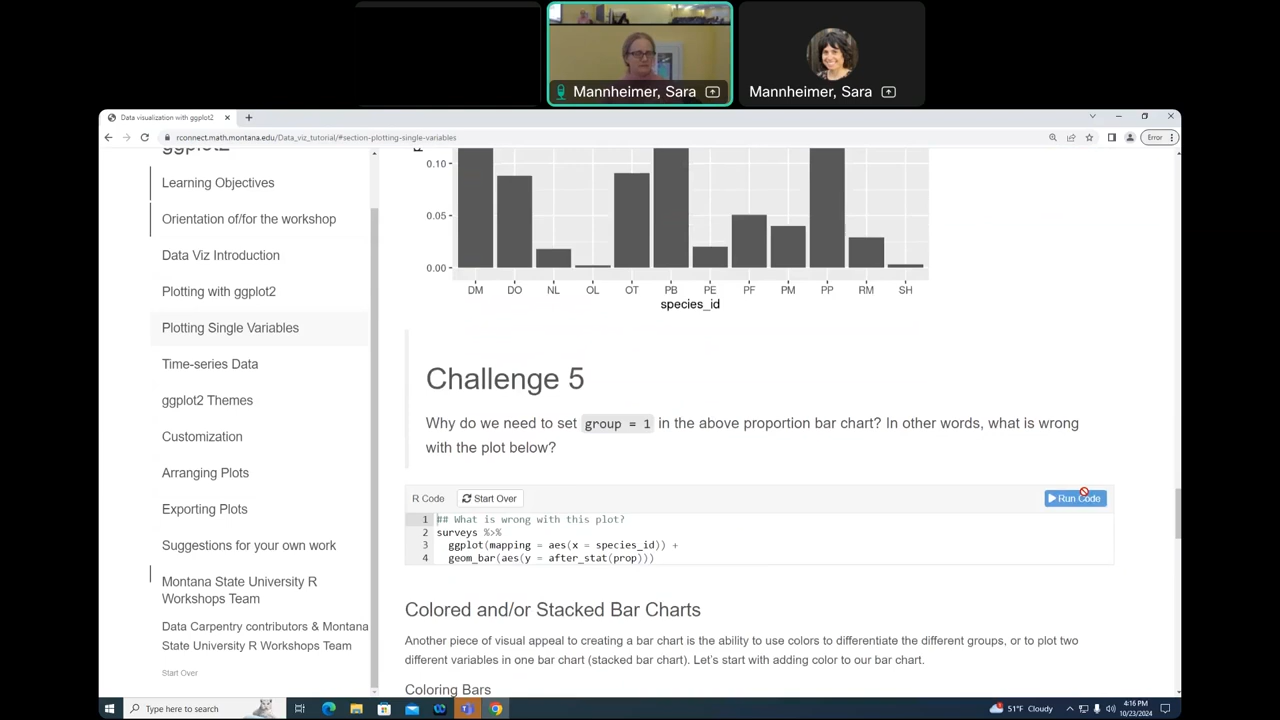 Mannheimer, Sara
Mannheimer, Sara
Data visualization with ggplot2
rconnect.math.montana.edu/Data_viz_tutorial/#section-plotting-single-variables
Error
ggplot2
Learning Objectives
Orientation of/for the workshop
Data Viz Introduction
Plotting with ggplot2
Plotting Single Variables
Time-series Data
ggplot2 Themes
Customization
Arranging Plots
Exporting Plots
Suggestions for your own work
Montana State University R
Workshops Team
Data Carpentry contributors & Montana
State University R Workshops Team
Start Over
0.10
0.05
0.00
DM DO NL OL OT PB PE PF PM PP RM SH
species_id
Challenge 5
Why do we need to set group = 1 in the above proportion bar chart? In other words, what is wrong
with the plot below?
R Code Start Over Run Code
1 ## What is wrong with this plot?
2 surveys %>%
3 ggplot(mapping = aes(x = species_id)) +
4 geom_bar(aes(y = after_stat(prop)))
Colored and/or Stacked Bar Charts
Another piece of visual appeal to creating a bar chart is the ability to use colors to differentiate the different groups, or to plot two
different variables in one bar chart (stacked bar chart). Let's start with adding color to our bar chart.
Coloring Bars
Type here to search
51°F Cloudy
4:16 PM
10/23/2024